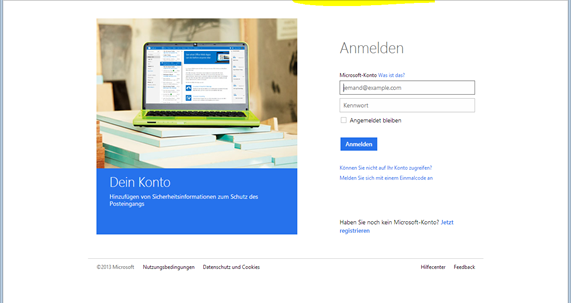 Anmelden
Microsoft-Konto Was ist das?
jemand@example.com
Kennwort
Angemeldet bleiben
Anmelden
Können Sie nicht auf Ihr Konto zugreifen?
Melden Sie sich mit einem Einmalcode an
Dein Konto
Hinzufügen von Sicherheitsinformationen zum Schutz des
Posteingangs
Haben Sie noch kein Microsoft-Konto? Jetzt
registrieren
©2013 Microsoft Nutzungsbedingungen Datenschutz und Cookies Hilfecenter Feedback